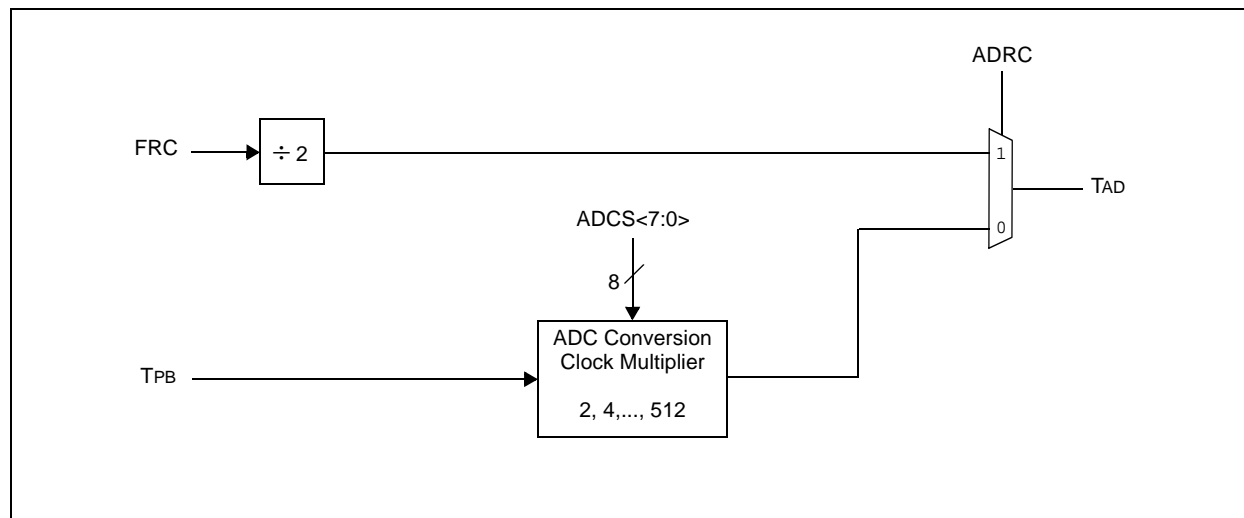 ADRC
FRC
÷ 2
1
TAD
ADCS<7:0>
0
8
ADC Conversion
Clock Multiplier
TPB
2, 4,..., 512